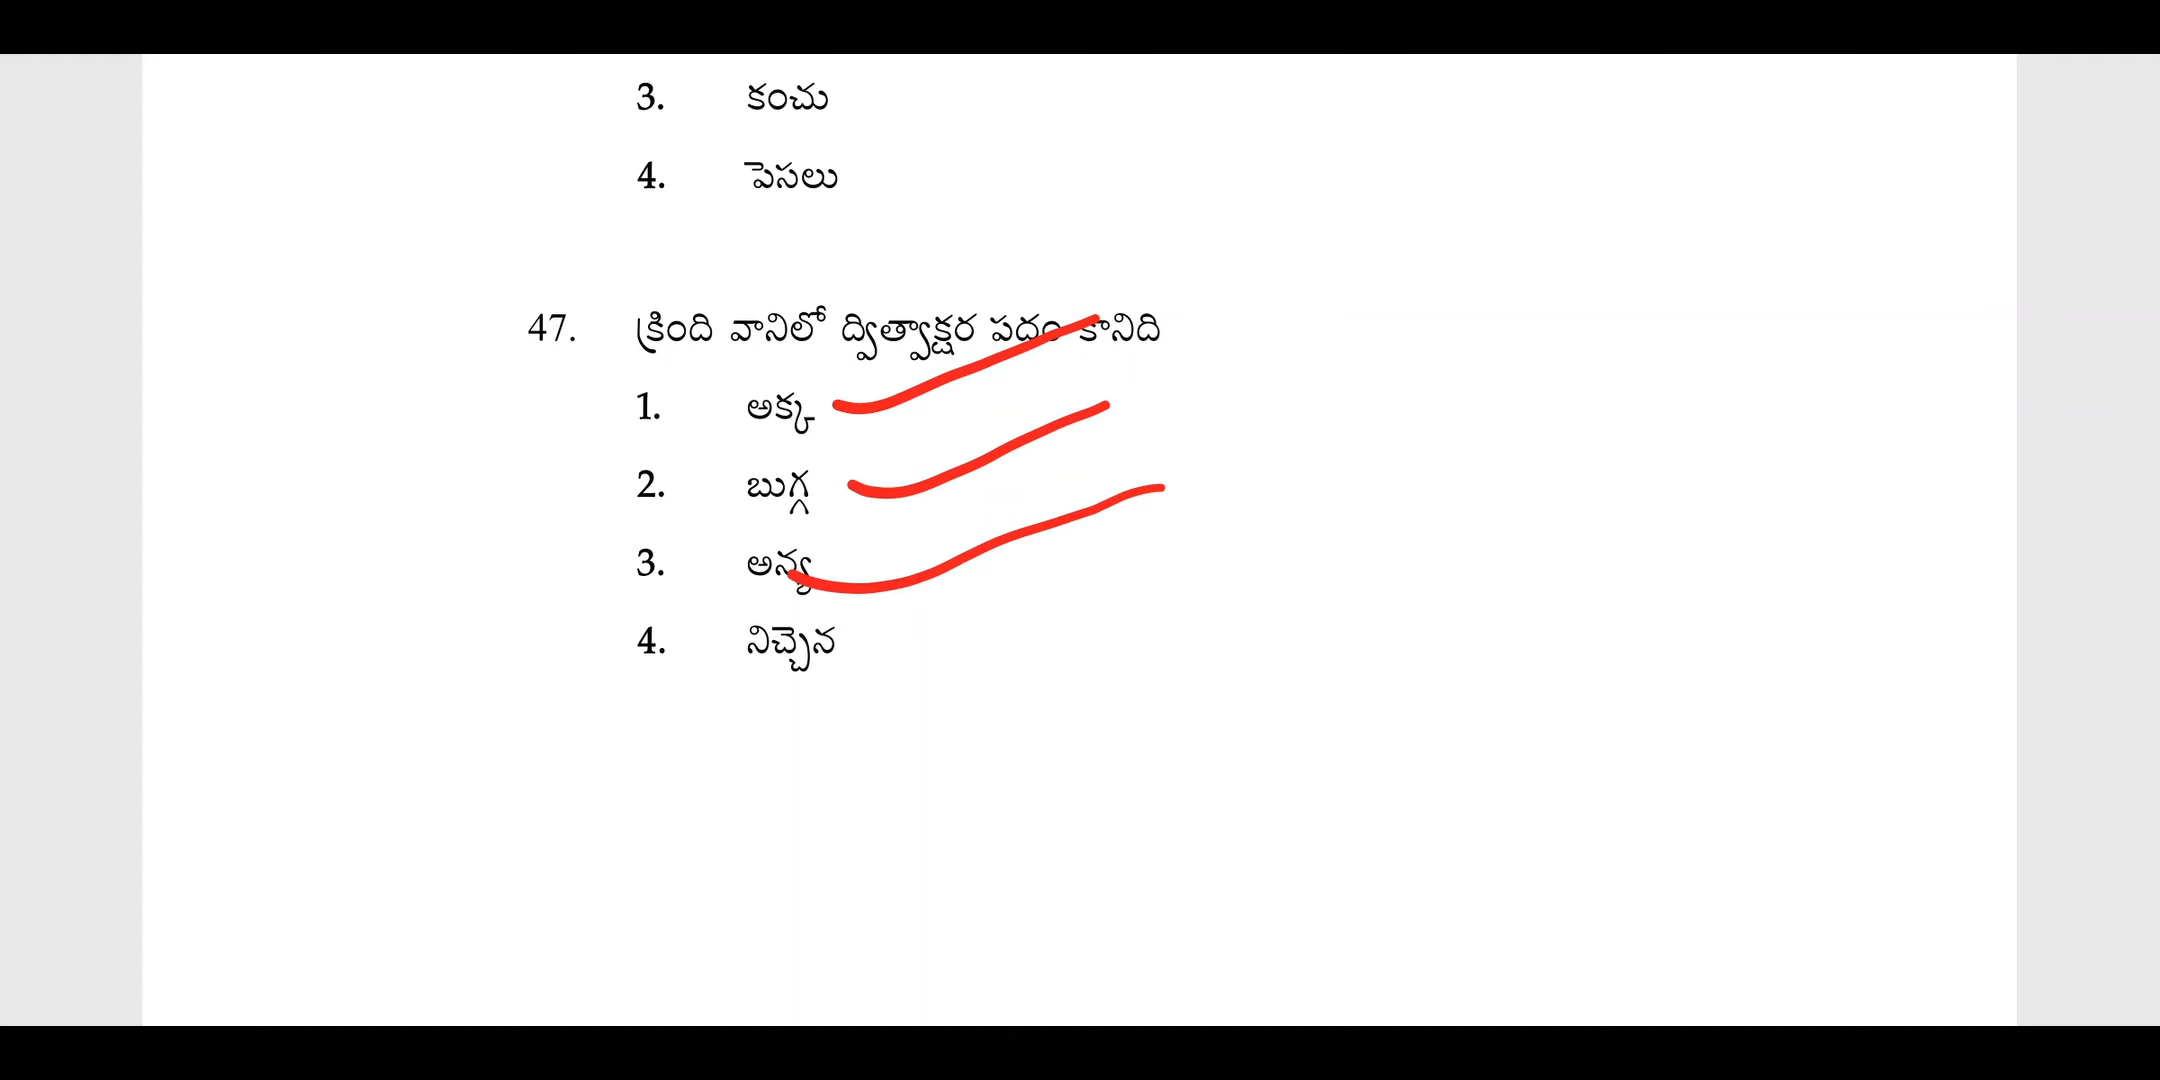 3. కంచు
4. పెసలు
47. క్రింది వానిలో ద్విత్వాక్షర పదం కానిది
1. అక్క
2. బుగ్గ
3. అన్య
4. నిచ్చెన